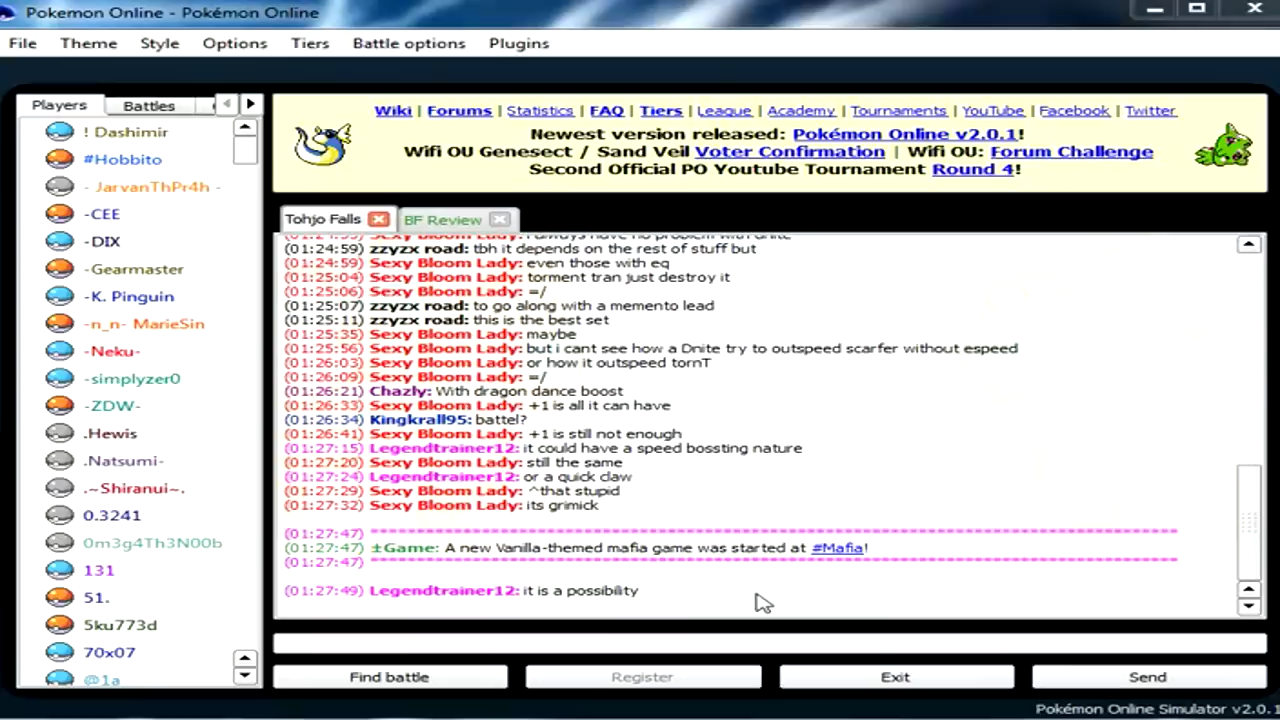 Pokemon Online - Pokémon Online
File Theme Style Options Tiers Battle options Plugins
Players Battles
! Dashimir
#Hobbito
- JarvanThPr4h -
-CEE
-DIX
-Gearmaster
-K. Pinguin
-n_n- MarieSin
-Neku-
-simplyzer0
-ZDW-
.Hewis
.Natsumi-
.~Shiranui~.
0.3241
0m3g4Th3N00b
131
51.
5ku773d
70x07
@1a
Wiki | Forums | Statistics | FAQ | Tiers | League | Academy | Tournaments | YouTube | Facebook | Twitter
Newest version released: Pokémon Online v2.0.1!
Wifi OU Genesect / Sand Veil Voter Confirmation | Wifi OU: Forum Challenge
Second Official PO Youtube Tournament Round 4!
Tohjo Falls BF Review
(01:24:59) zzyzx road: tbh it depends on the rest of stuff but
(01:24:59) Sexy Bloom Lady: even those with eq
(01:25:04) Sexy Bloom Lady: torment tran just destroy it
(01:25:06) Sexy Bloom Lady: =/
(01:25:07) zzyzx road: to go along with a memento lead
(01:25:11) zzyzx road: this is the best set
(01:25:35) Sexy Bloom Lady: maybe
(01:25:56) Sexy Bloom Lady: but i cant see how a Dnite try to outspeed scarfer without espeed
(01:26:03) Sexy Bloom Lady: or how it outspeed tornT
(01:26:09) Sexy Bloom Lady: =/
(01:26:21) Chazly: With dragon dance boost
(01:26:33) Sexy Bloom Lady: +1 is all it can have
(01:26:34) Kingkrall95: battel?
(01:26:41) Sexy Bloom Lady: +1 is still not enough
(01:27:15) Legendtrainer12: it could have a speed bossting nature
(01:27:20) Sexy Bloom Lady: still the same
(01:27:24) Legendtrainer12: or a quick claw
(01:27:29) Sexy Bloom Lady: ^that stupid
(01:27:32) Sexy Bloom Lady: its grimick
(01:27:47)
(01:27:47) ±Game: A new Vanilla-themed mafia game was started at #Mafia!
(01:27:47)
(01:27:49) Legendtrainer12: it is a possibility
Find battle Register Exit Send
Pokémon Online Simulator v2.0.1